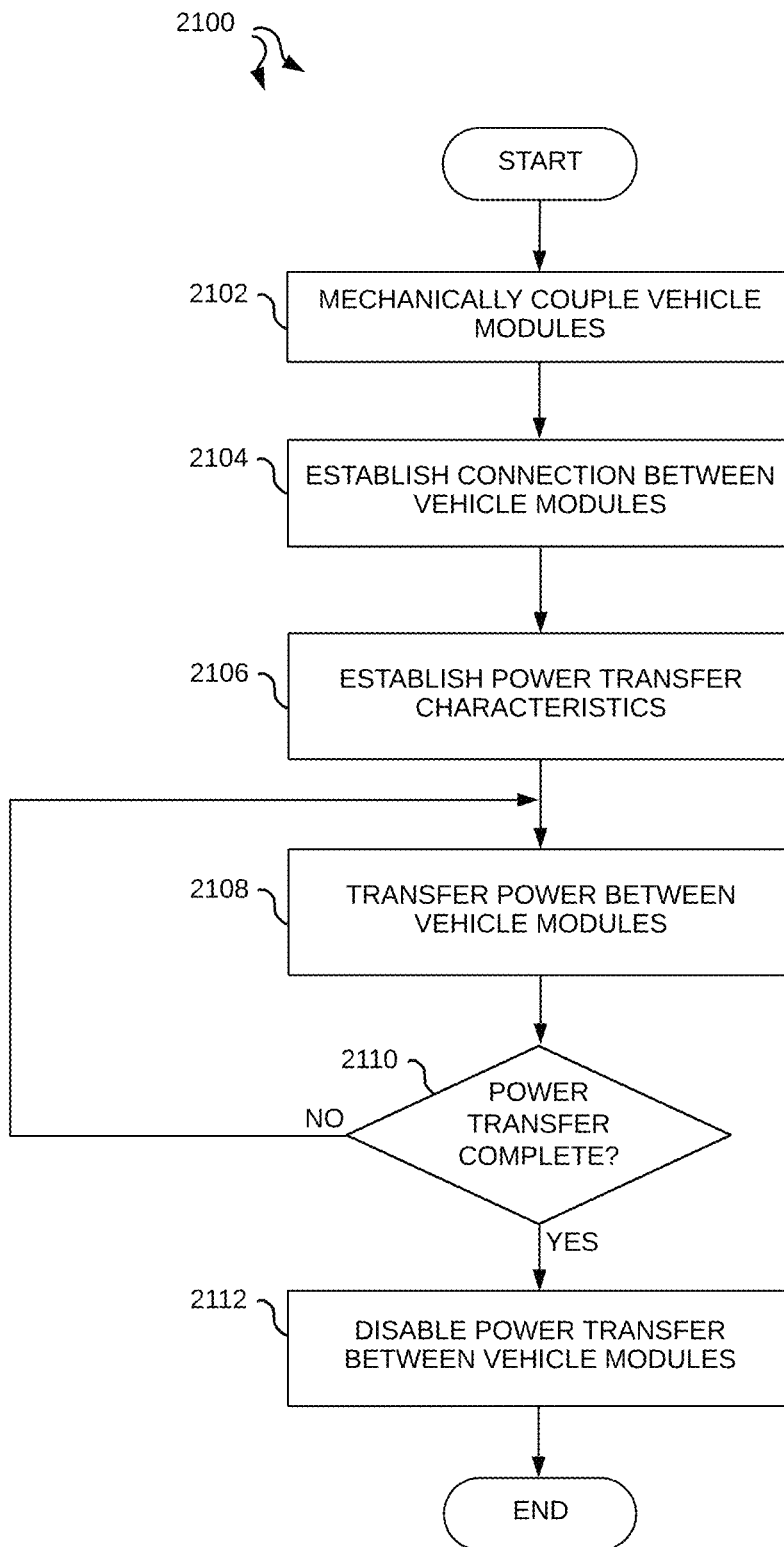 2100
START
2102
MECHANICALLY COUPLE VEHICLE
MODULES
2104
ESTABLISH CONNECTION BETWEEN
VEHICLE MODULES
2106
ESTABLISH POWER TRANSFER
CHARACTERISTICS
2108
TRANSFER POWER BETWEEN
VEHICLE MODULES
2110
POWER
TRANSFER
COMPLETE?
NO
YES
2112
DISABLE POWER TRANSFER
BETWEEN VEHICLE MODULES
END